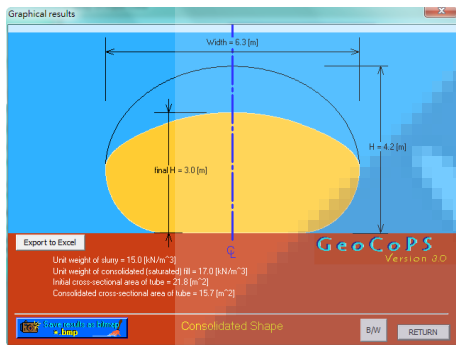 Graphical results
x
Width = 6.3 [m]
H = 4.2 [m]
final H = 3.0 [m]
CL
Export to Excel
GeoCoPS
Version 3.0
Unit weight of slurry = 15.0 [kN/m^3]
Unit weight of consolidated (saturated) fill = 17.0 [kN/m^3]
Initial cross-sectional area of tube = 21.8 [m^2]
Consolidated cross-sectional area of tube = 15.7 [m^2]
Save results as bitmap
*.bmp
Consolidated Shape
B/W
RETURN